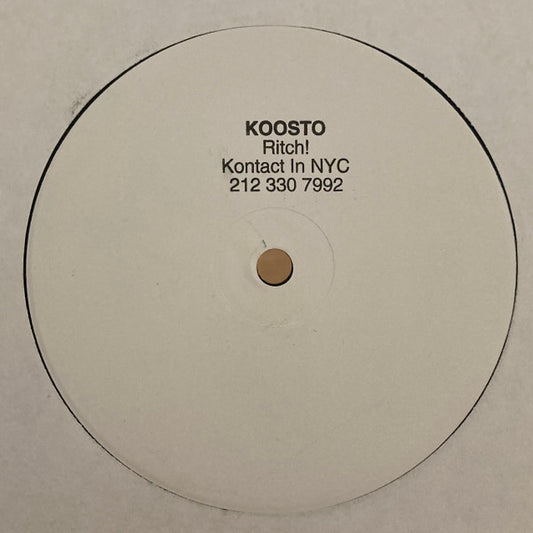 KOOSTO
Ritch!
Kontact In NYC
212 330 7992